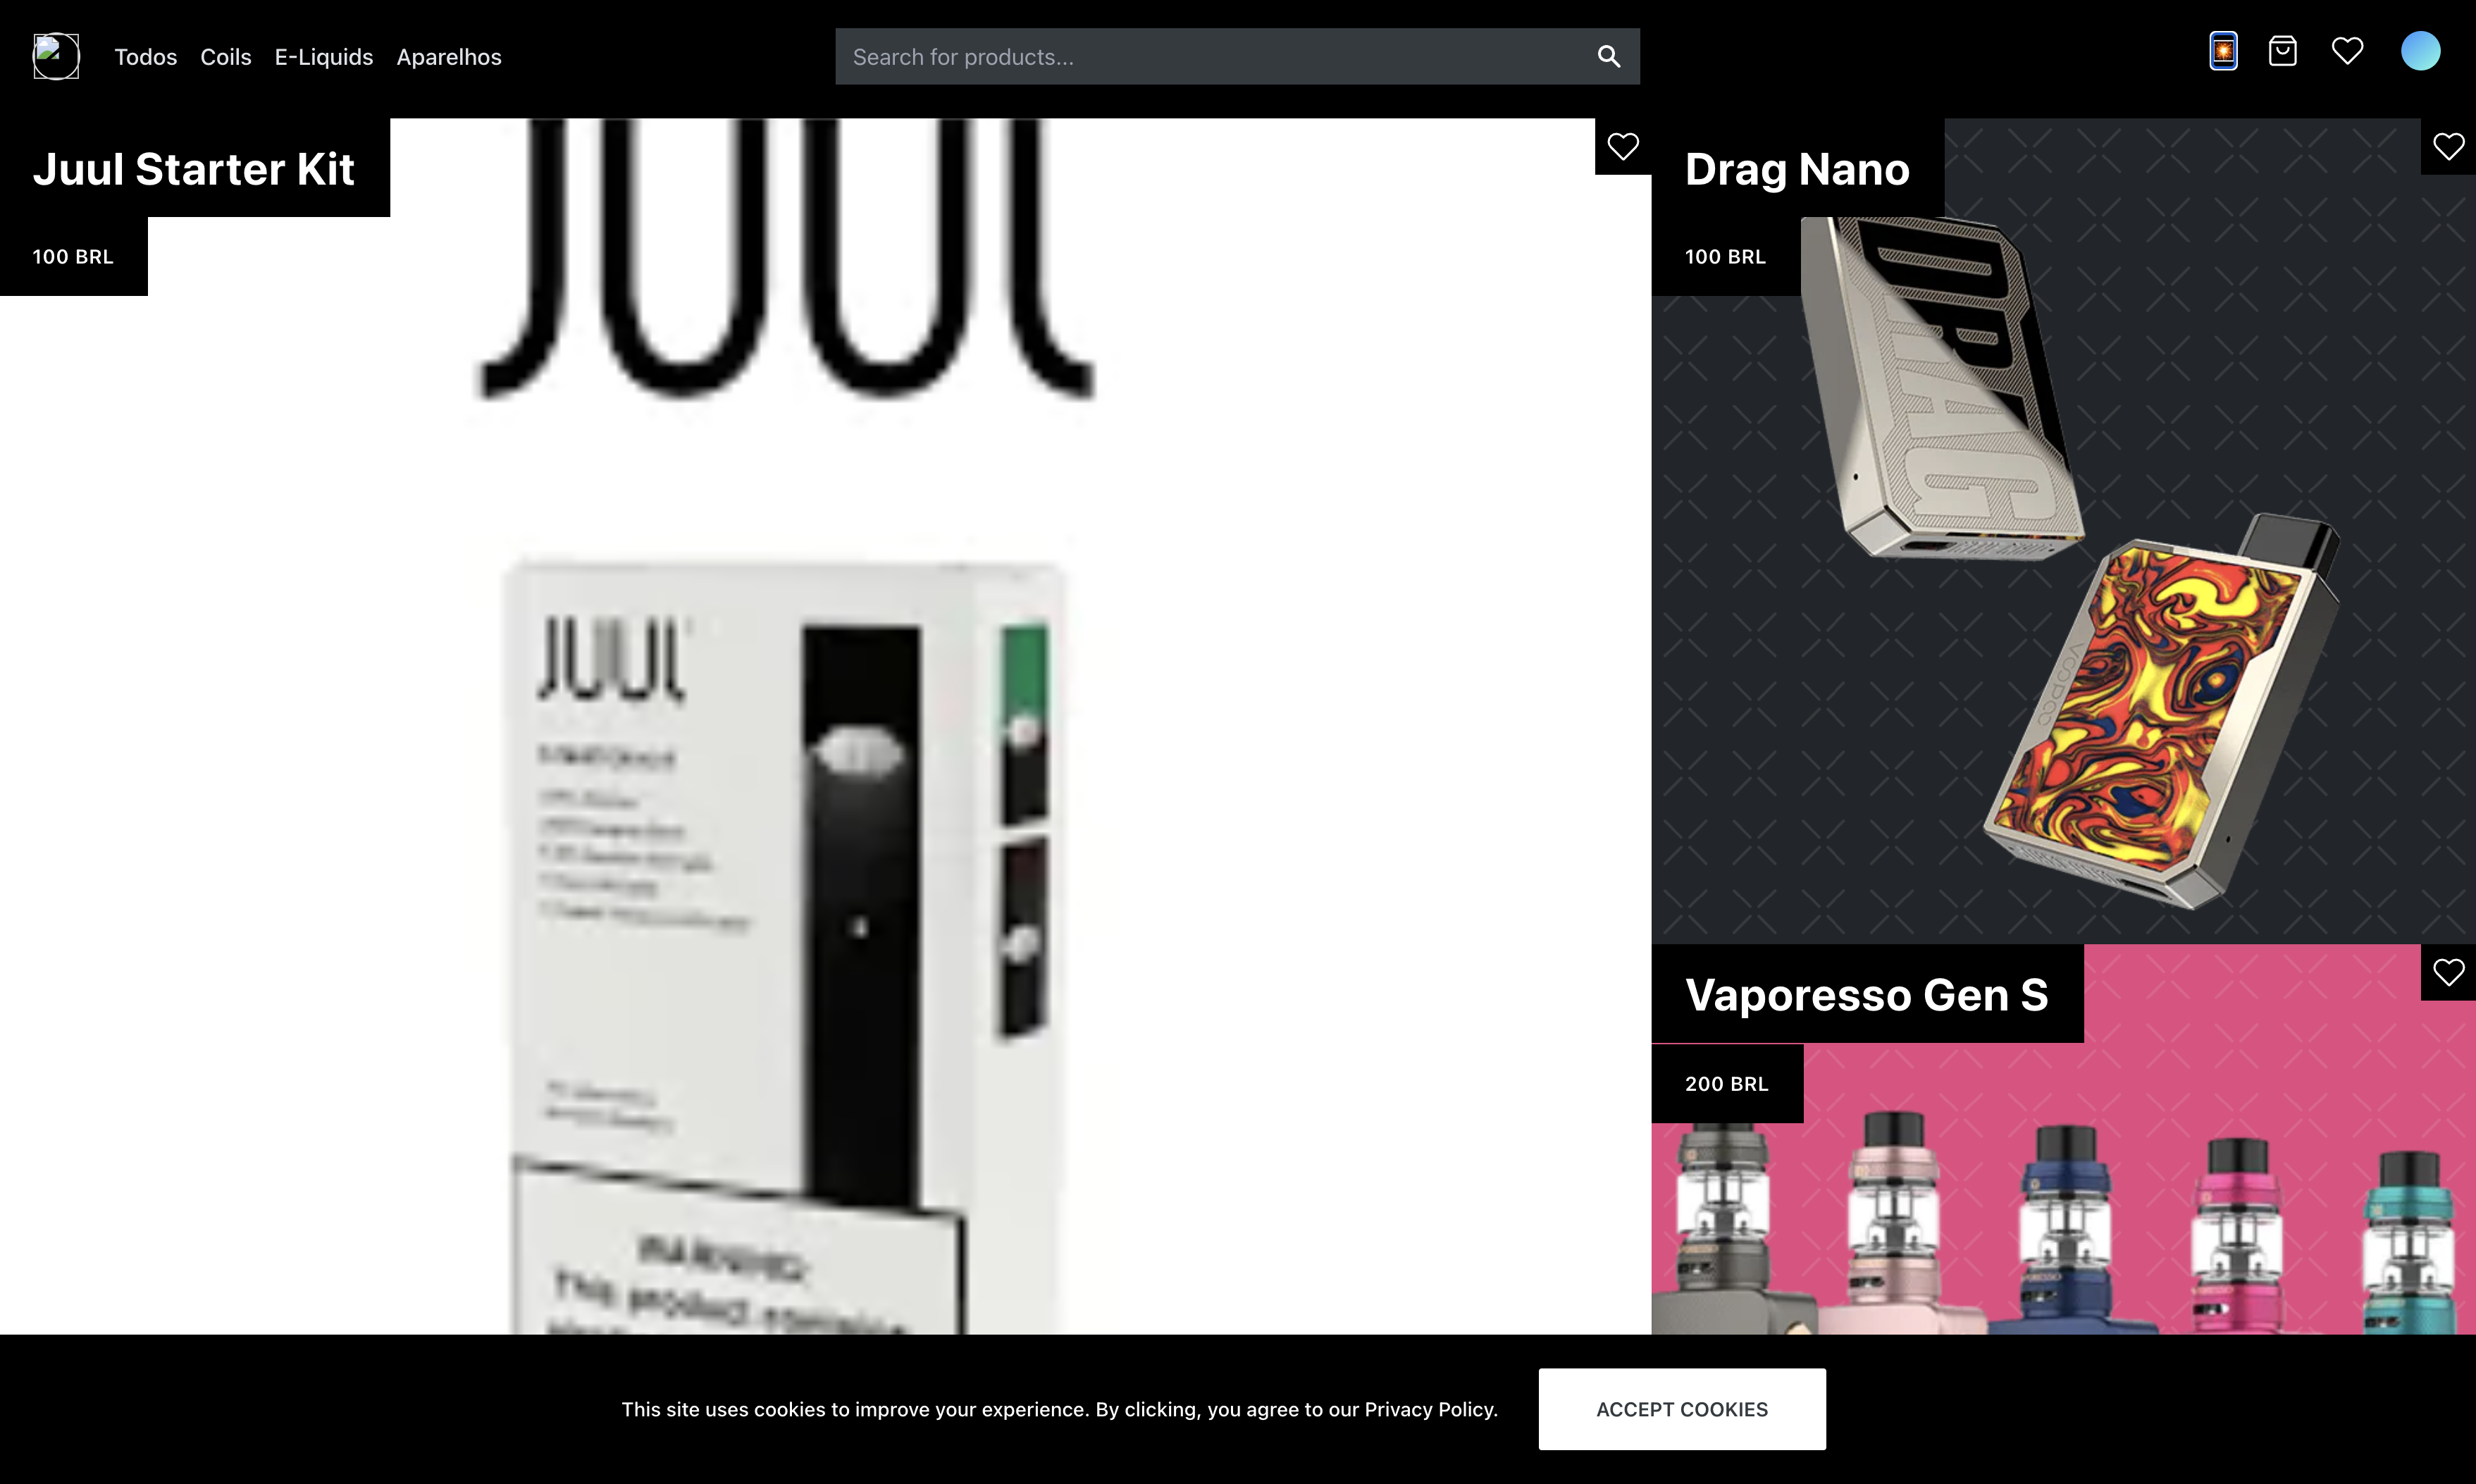 Todos Coils E-Liquids Aparelhos
Search for products...
Juul Starter Kit
100 BRL
JUUL
JUUL
WARNING:
This product contains
Drag Nano
100 BRL
DRAG
VOOPOO
Vaporesso Gen S
200 BRL
This site uses cookies to improve your experience. By clicking, you agree to our Privacy Policy.
ACCEPT COOKIES